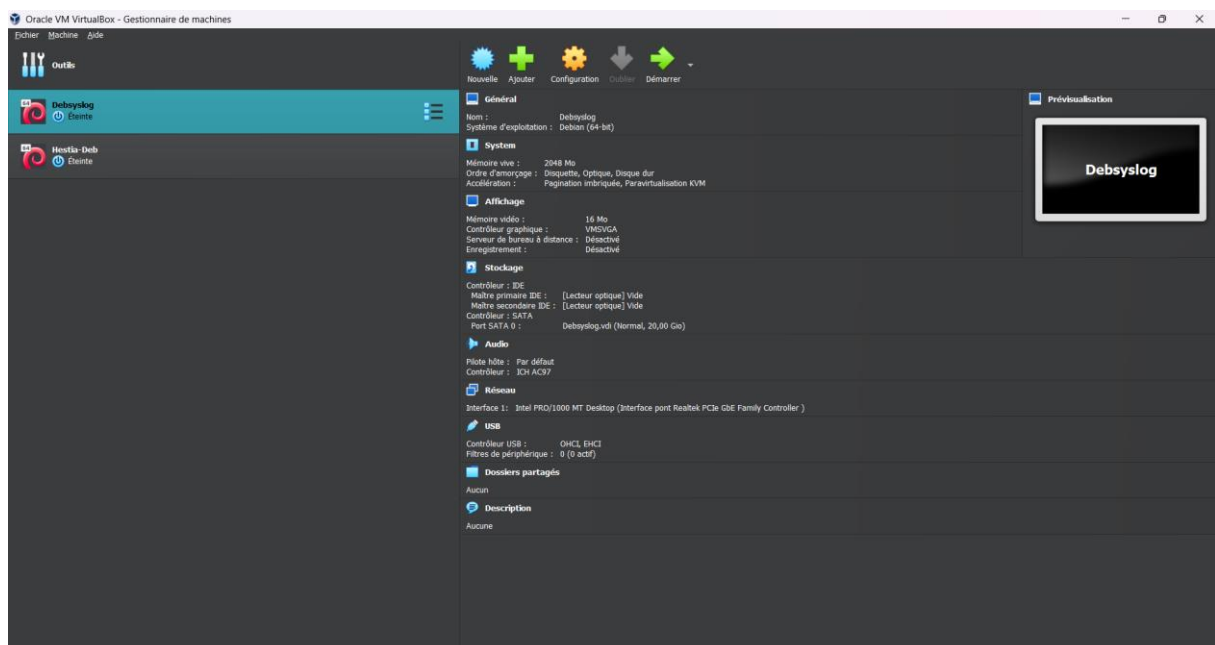 Oracle VM VirtualBox - Gestionnaire de machines
Fichier Machine Aide
Outils
Debsyslog
Éteinte
Hestia-Deb
Éteinte
Nouvelle Ajouter Configuration Oublier Démarrer
Général
Nom : Debsyslog
Système d'exploitation : Debian (64-bit)
System
Mémoire vive : 2048 Mo
Ordre d'amorçage : Disquette, Optique, Disque dur
Accélération : Pagination imbriquée, Paravirtualisation KVM
Affichage
Mémoire vidéo : 16 Mo
Contrôleur graphique : VMSVGA
Serveur de bureau à distance : Désactivé
Enregistrement : Désactivé
Stockage
Contrôleur : IDE
Maître primaire IDE : [Lecteur optique] Vide
Maître secondaire IDE : [Lecteur optique] Vide
Contrôleur : SATA
Port SATA 0 : Debsyslog.vdi (Normal, 20,00 Gio)
Audio
Pilote hôte : Par défaut
Contrôleur : ICH AC97
Réseau
Interface 1: Intel PRO/1000 MT Desktop (Interface pont Realtek PCIe GbE Family Controller )
USB
Contrôleur USB : OHCI, EHCI
Filtres de périphérique : 0 (0 actif)
Dossiers partagés
Aucun
Description
Aucune
Prévisualisation
Debsyslog